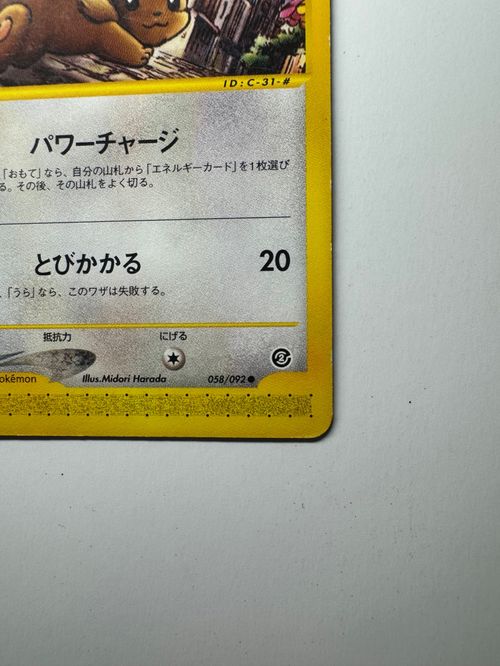 ID:C-31-#
パワーチャージ
「おもて」なら、自分の山札から「エネルギーカード」を1枚選び
る。その後、その山札をよく切る。
とびかかる 20
、「うら」なら、このワザは失敗する。
抵抗力 にげる
okémon Illus.Midori Harada 058/092●
2